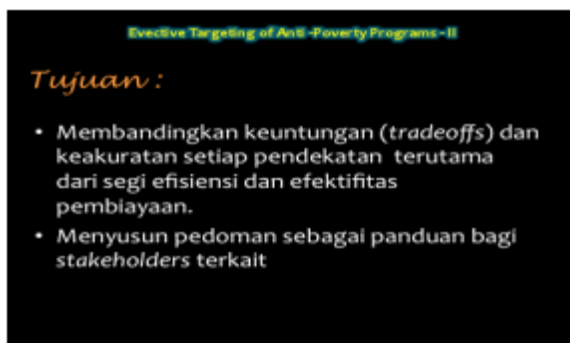 Evective Targeting of Anti -Poverty Programs - II
Tujuan :
• Membandingkan keuntungan (tradeoffs) dan
keakuratan setiap pendekatan terutama
dari segi efisiensi dan efektifitas
pembiayaan.
• Menyusun pedoman sebagai panduan bagi
stakeholders terkait